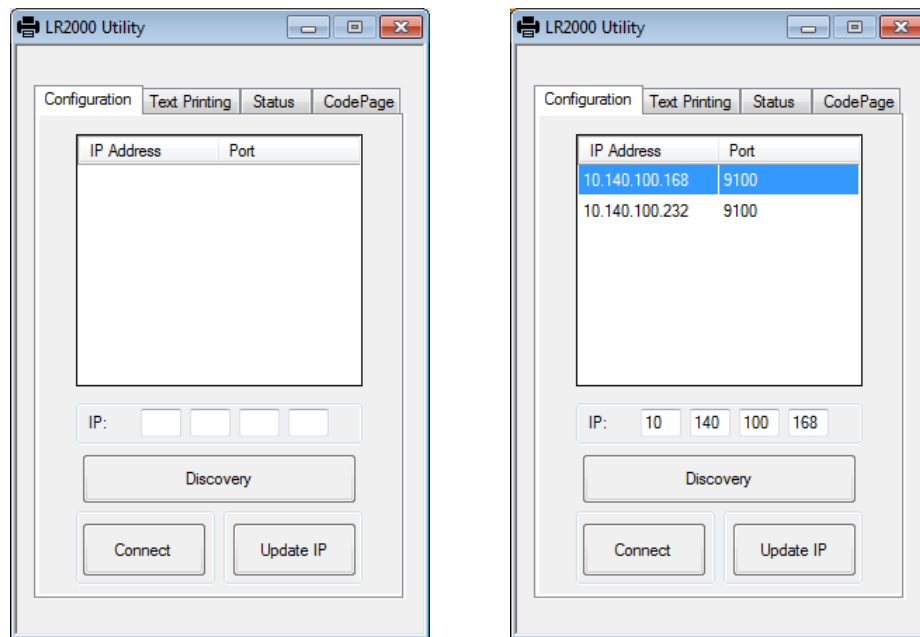 LR2000 Utility
Configuration Text Printing Status CodePage
IP Address Port
IP:
Discovery
Connect Update IP
LR2000 Utility
Configuration Text Printing Status CodePage
IP Address Port
10.140.100.168 9100
10.140.100.232 9100
IP: 10 140 100 168
Discovery
Connect Update IP